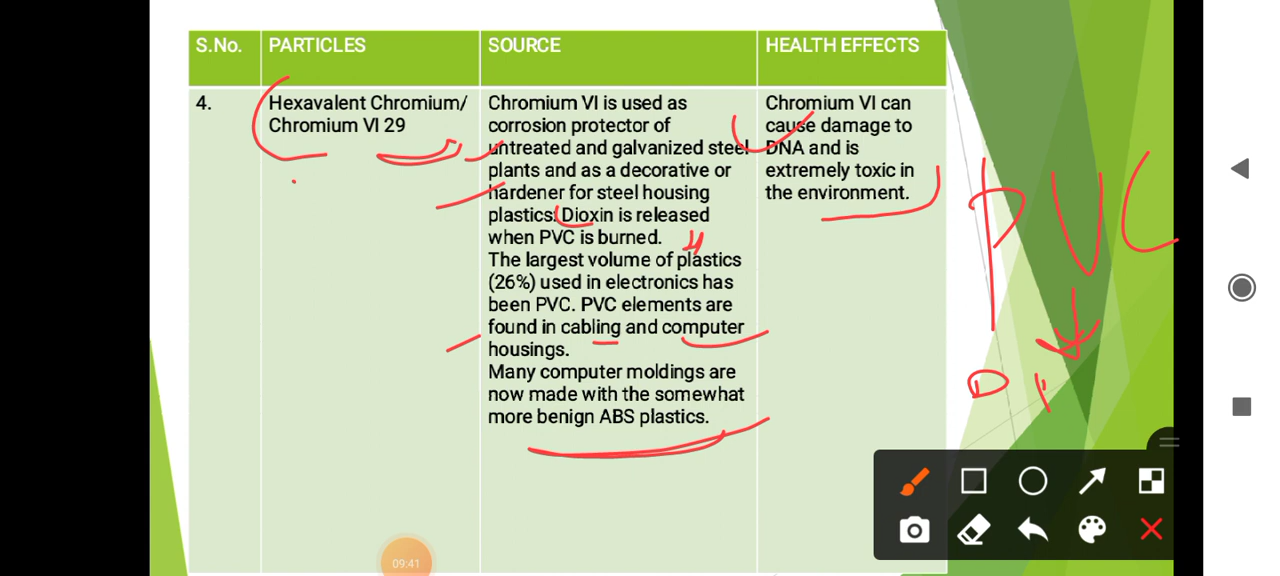 S.No.
PARTICLES
SOURCE
HEALTH EFFECTS
4.
Hexavalent Chromium/
Chromium VI 29
Chromium VI is used as
corrosion protector of
untreated and galvanized steel
plants and as a decorative or
hardener for steel housing
plastics. Dioxin is released
when PVC is burned.
The largest volume of plastics
(26%) used in electronics has
been PVC. PVC elements are
found in cabling and computer
housings.
Many computer moldings are
now made with the somewhat
more benign ABS plastics.
Chromium VI can
cause damage to
DNA and is
extremely toxic in
the environment.
PVC
09:41